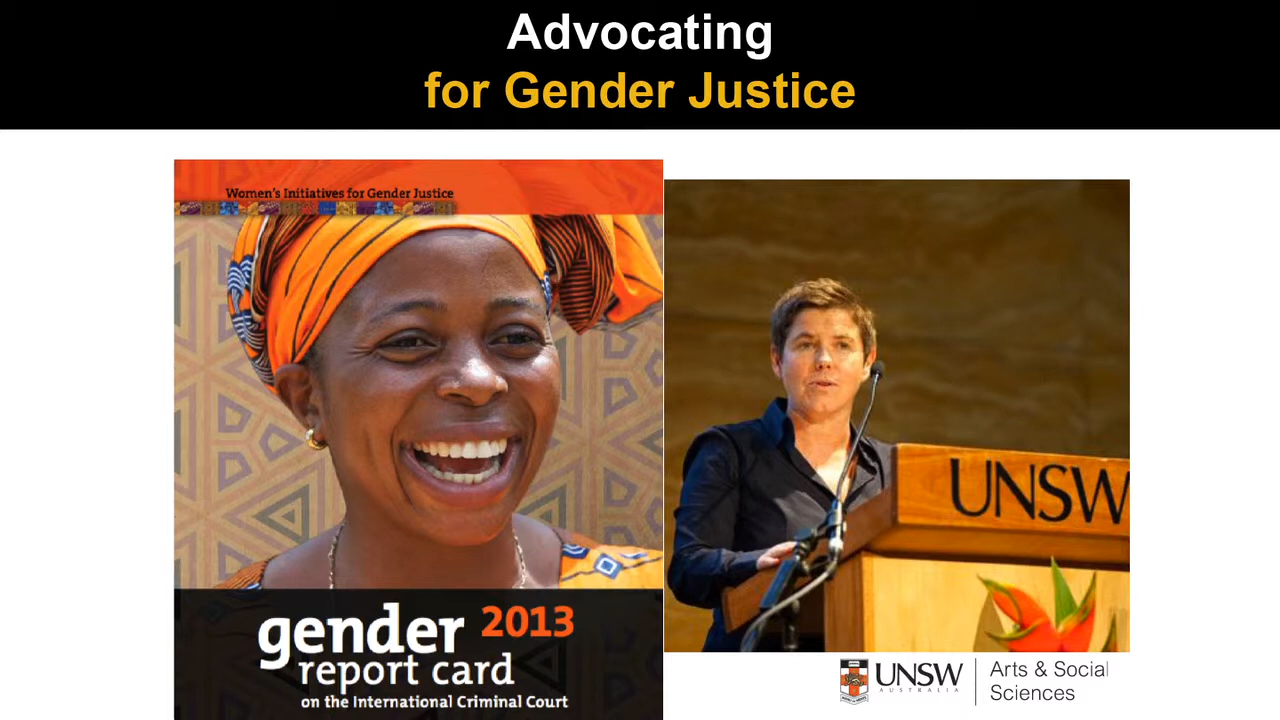 Advocating
for Gender Justice
Women's Initiatives for Gender Justice
gender 2013
report card
on the International Criminal Court
UNSW
UNSW
AUSTRALIA
Arts & Social
Sciences